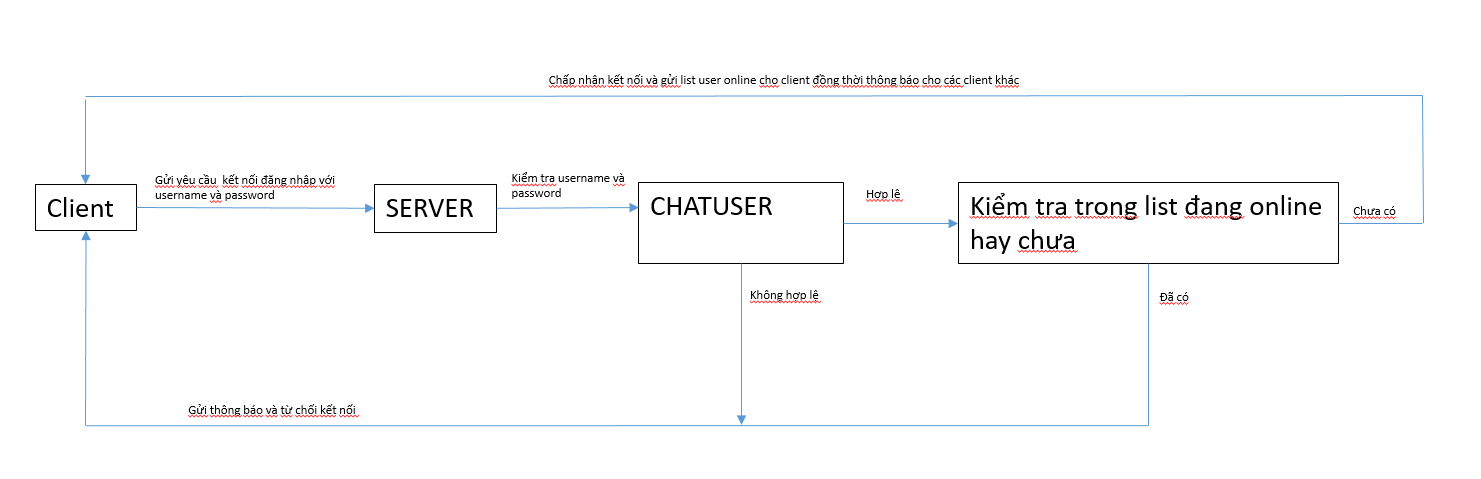 Chấp nhận kết nối và gửi list user online cho client đồng thời thông báo cho các client khác
Gửi yêu cầu kết nối đăng nhập với
username và password
Kiểm tra username và
password
Client
SERVER
CHATUSER
Hợp lệ
Kiểm tra trong list đang online
hay chưa
Chưa có
Không hợp lệ
Đã có
Gửi thông báo và từ chối kết nối